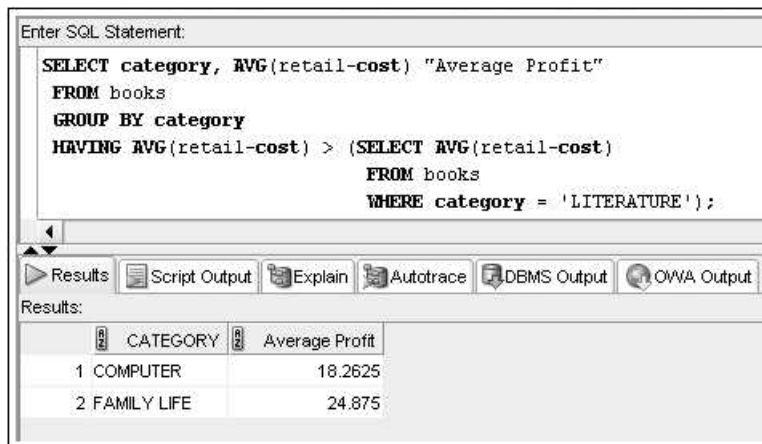 Enter SQL Statement:
SELECT category, AVG(retail-cost) "Average Profit"
FROM books
GROUP BY category
HAVING AVG(retail-cost) > (SELECT AVG(retail-cost)
FROM books
WHERE category = 'LITERATURE');
Results Script Output Explain Autotrace DBMS Output OWA Output
Results:
CATEGORY Average Profit
1 COMPUTER 18.2625
2 FAMILY LIFE 24.875